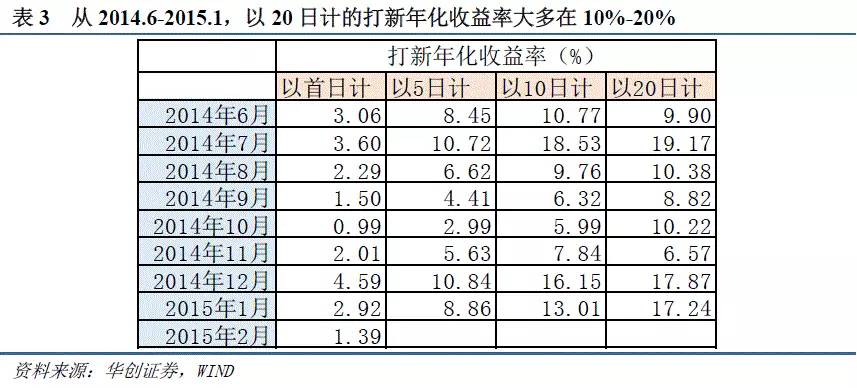 表 3 从 2014.6-2015.1，以 20 日计的打新年化收益率大多在 10%-20%
打新年化收益率（%）
以首日计 以5日计 以10日计 以20日计
2014年6月 3.06 8.45 10.77 9.90
2014年7月 3.60 10.72 18.53 19.17
2014年8月 2.29 6.62 9.76 10.38
2014年9月 1.50 4.41 6.32 8.82
2014年10月 0.99 2.99 5.99 10.22
2014年11月 2.01 5.63 7.84 6.57
2014年12月 4.59 10.84 16.15 17.87
2015年1月 2.92 8.86 13.01 17.24
2015年2月 1.39
资料来源：华创证券，WIND